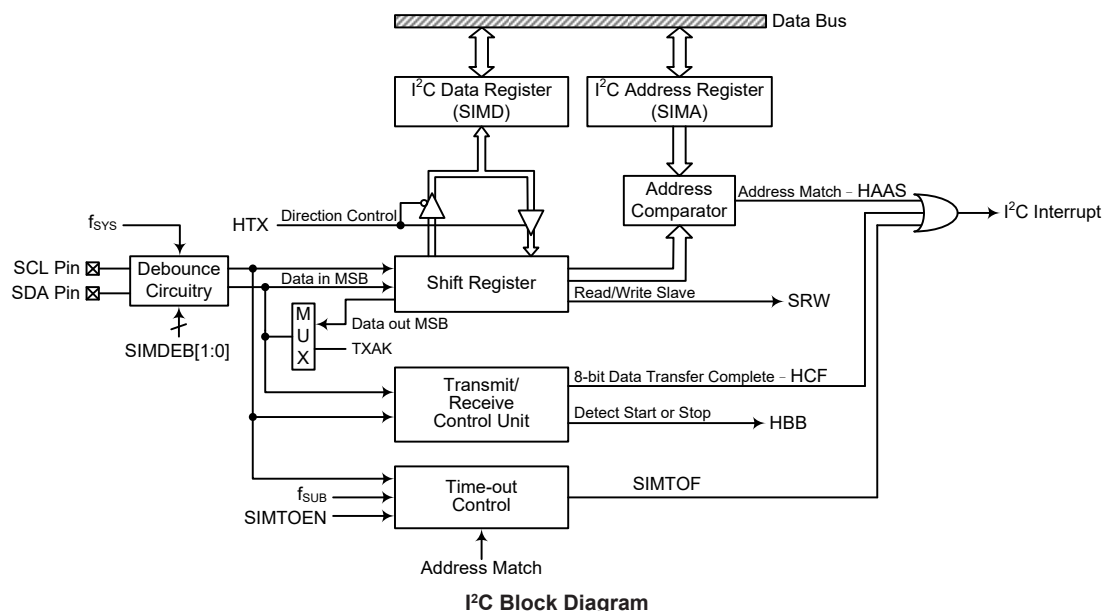 Data Bus
I²C Data Register
(SIMD)
I²C Address Register
(SIMA)
Address
Comparator
Address Match - HAAS
I²C Interrupt
HTX
Direction Control
fSYS
SCL Pin
SDA Pin
Debounce
Circuitry
Data in MSB
Shift Register
Read/Write Slave
SRW
SIMDEB[1:0]
M
U
X
Data out MSB
TXAK
Transmit/
Receive
Control Unit
8-bit Data Transfer Complete - HCF
Detect Start or Stop
HBB
fSUB
SIMTOEN
Time-out
Control
SIMTOF
Address Match
I²C Block Diagram